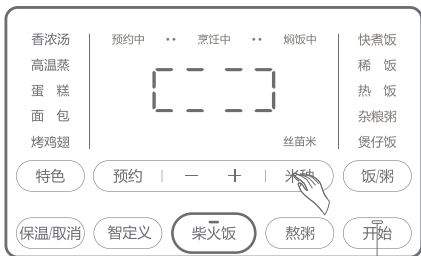 香浓汤 预约中 ·· 烹饪中 ·· 焖饭中 快煮饭
高温蒸 稀 饭
蛋 糕 热 饭
面 包 杂粮粥
烤鸡翅 丝苗米 煲仔饭
特色 预约 － ＋ 米种 饭/粥
保温/取消 智定义 柴火饭 熬粥 开始